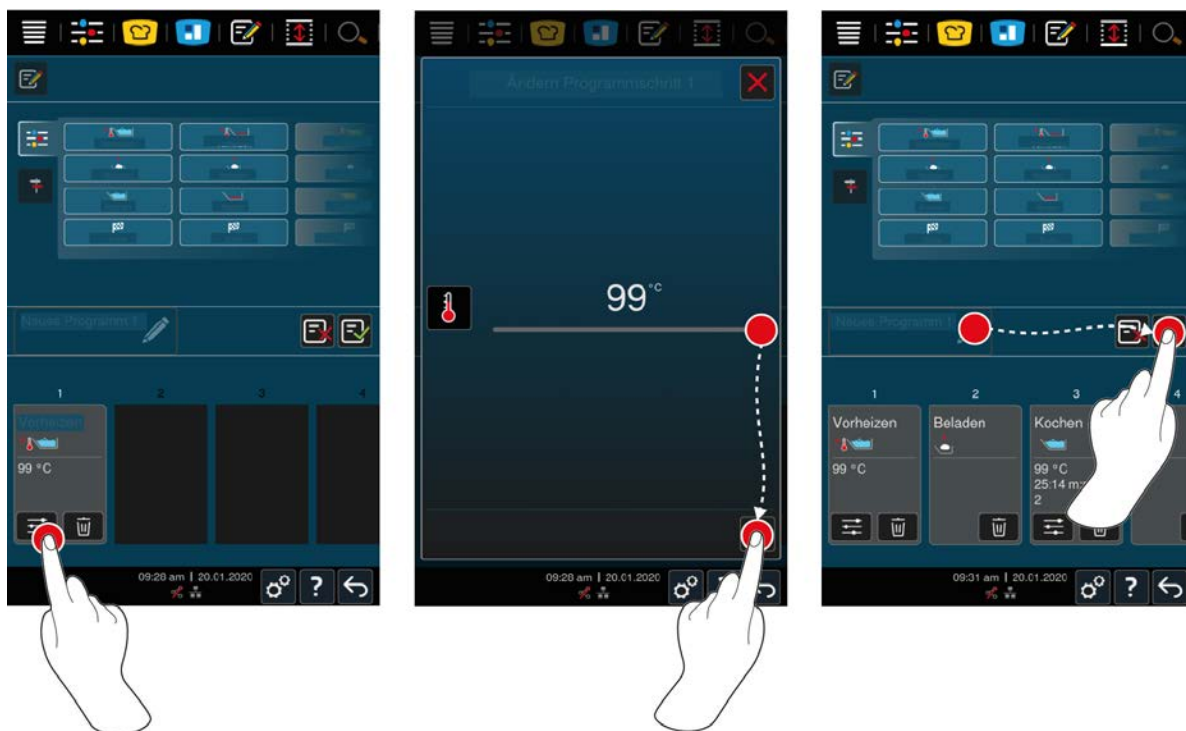 Neues Programm 1
1
2
3
4
Vorheizen
99 °C
09:28 am | 20.01.2020
?
Ändern Programmschritt 1
99 °C
09:28 am | 20.01.2020
Neues Programm 1
1
2
3
4
Vorheizen
Beladen
Kochen
99 °C
99 °C
25:14
2
09:31 am | 20.01.2020
?